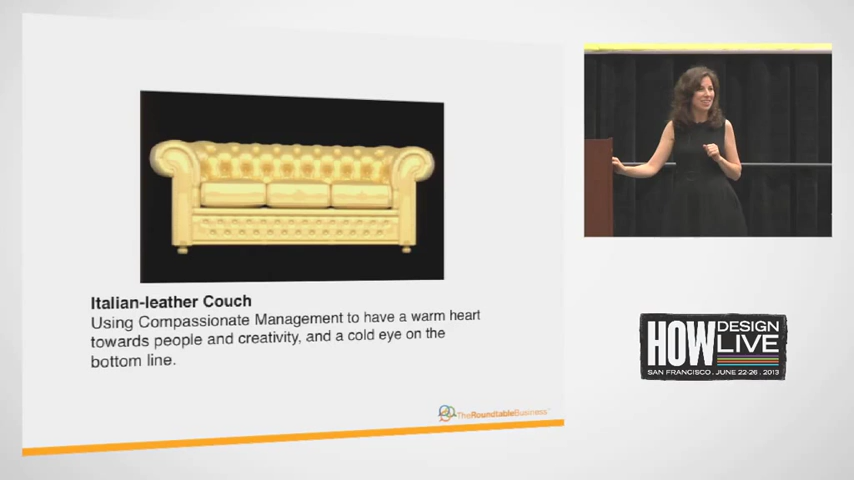 Italian-leather Couch
Using Compassionate Management to have a warm heart
towards people and creativity, and a cold eye on the
bottom line.
TheRoundtableBusiness
HOW DESIGN LIVE
SAN FRANCISCO . JUNE 22-26 . 2013